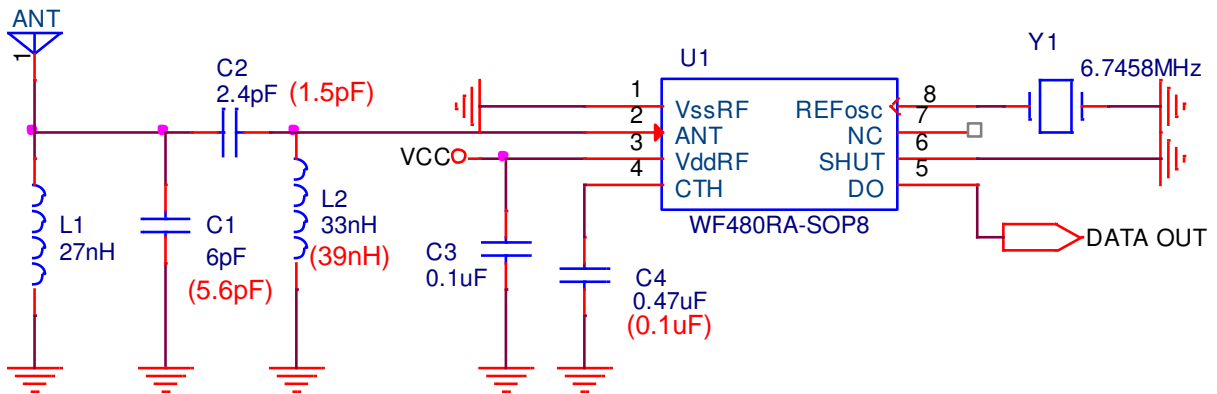 ANT
1
C2
2.4pF (1.5pF)
L1
27nH
C1
6pF
(5.6pF)
L2
33nH
(39nH)
VCC
C3
0.1uF
C4
0.47uF
(0.1uF)
U1
1
2
3
4
VssRF
ANT
VddRF
CTH
REFosc
NC
SHUT
DO
8
7
6
5
WF480RA-SOP8
Y1
6.7458MHz
DATA OUT